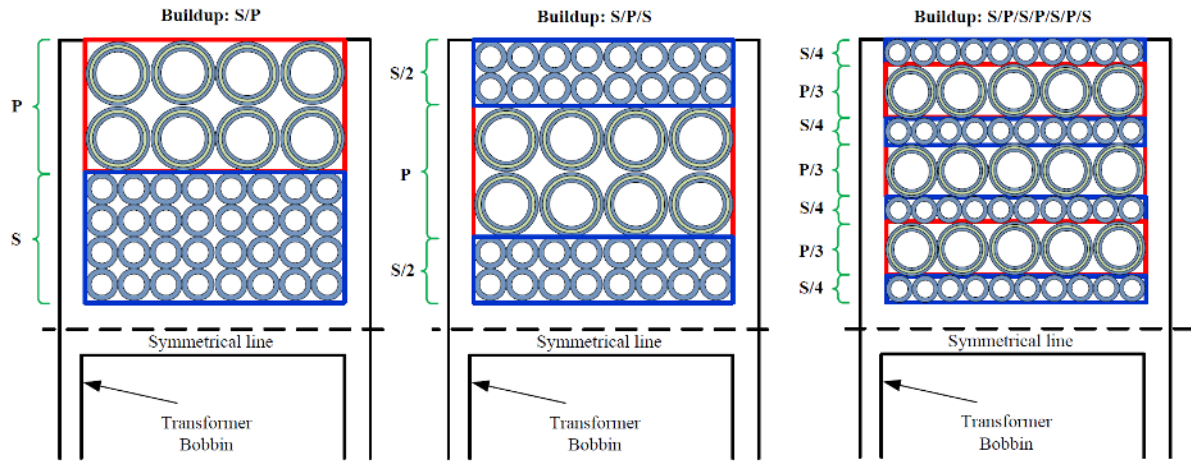 Buildup: S/P
P
S
Symmetrical line
Transformer
Bobbin
Buildup: S/P/S
S/2
P
S/2
Symmetrical line
Transformer
Bobbin
Buildup: S/P/S/P/S/P/S
S/4
P/3
S/4
P/3
S/4
P/3
S/4
Symmetrical line
Transformer
Bobbin